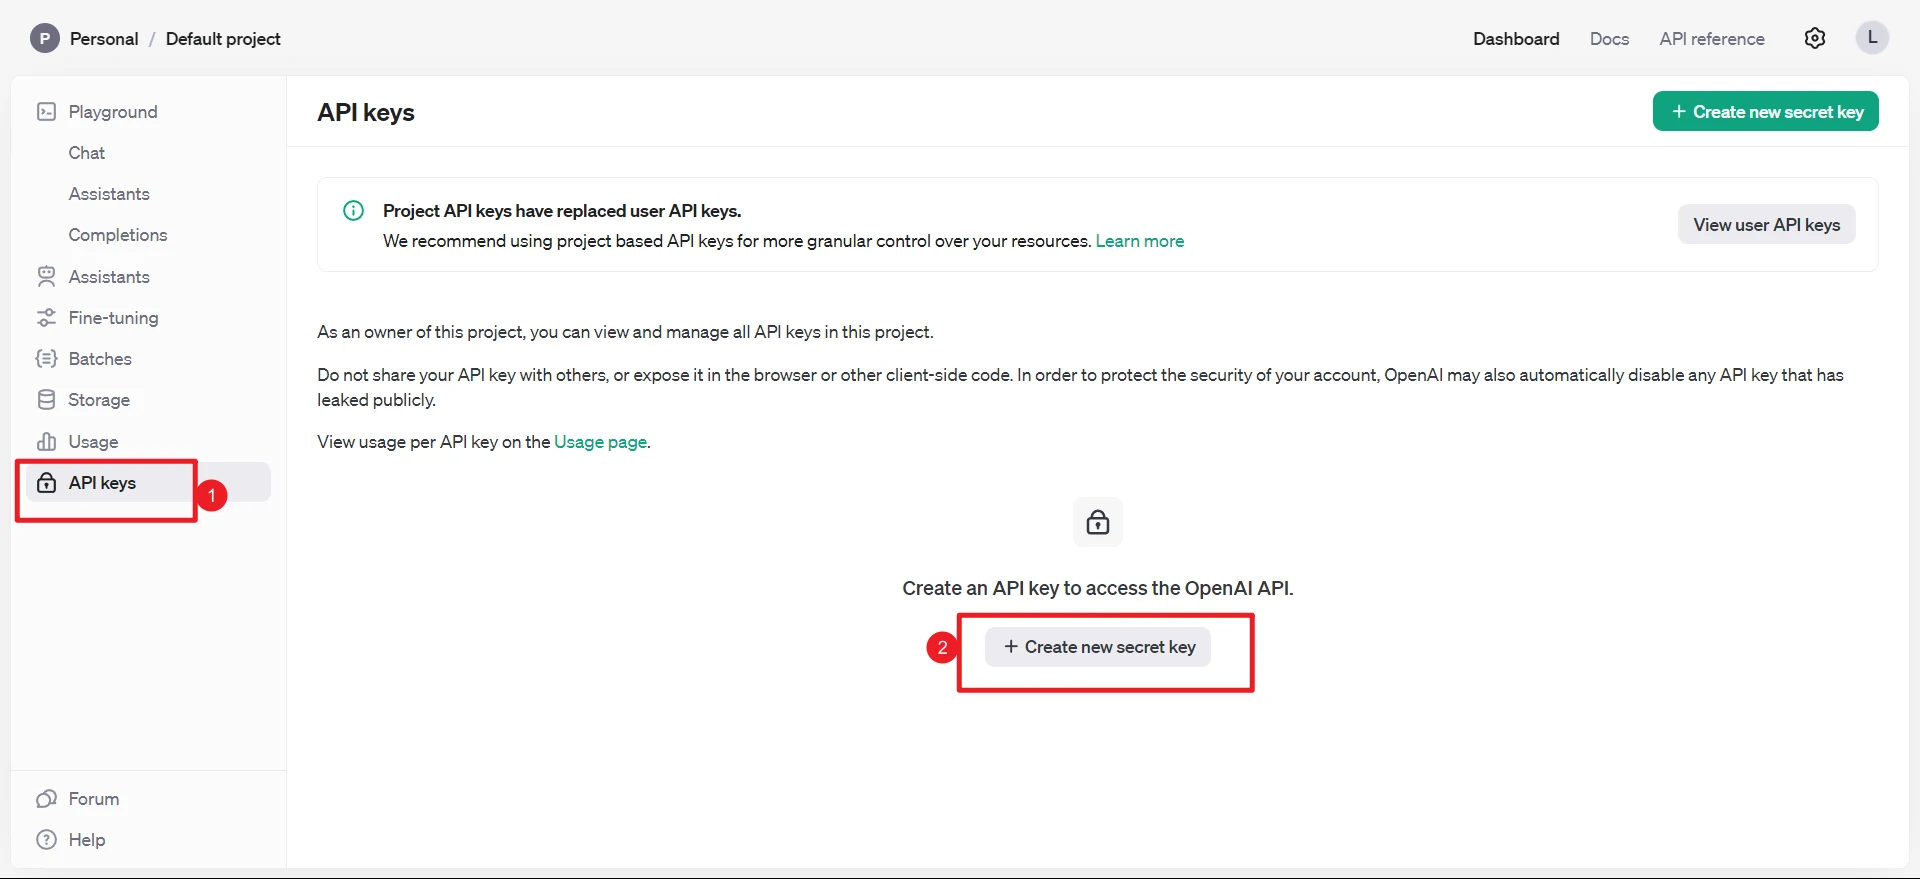 P Personal / Default project
Dashboard Docs API reference L
Playground
Chat
Assistants
Completions
Assistants
Fine-tuning
Batches
Storage
Usage
API keys 1
Forum
Help
API keys
+ Create new secret key
Project API keys have replaced user API keys.
We recommend using project based API keys for more granular control over your resources. Learn more
View user API keys
As an owner of this project, you can view and manage all API keys in this project.
Do not share your API key with others, or expose it in the browser or other client-side code. In order to protect the security of your account, OpenAI may also automatically disable any API key that has
leaked publicly.
View usage per API key on the Usage page.
Create an API key to access the OpenAI API.
2 + Create new secret key